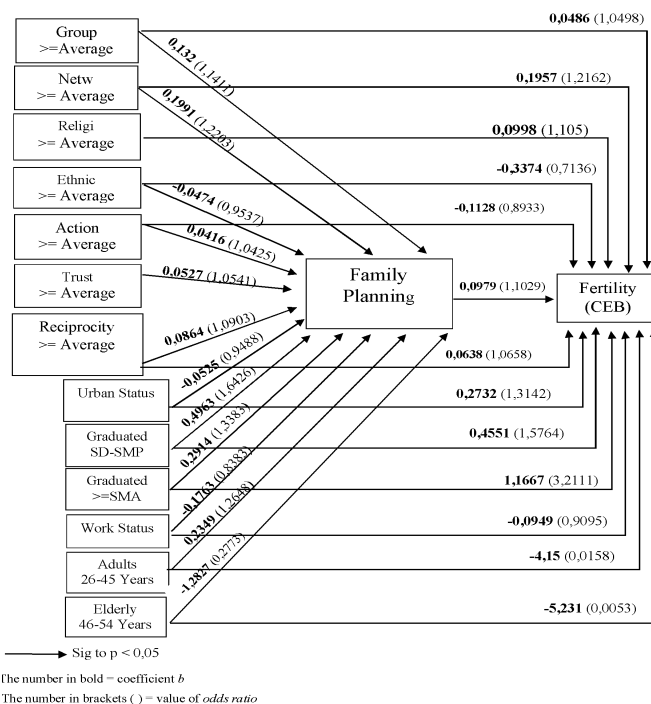 Group
>=Average
Netw
>= Average
Religi
>= Average
Ethnic
>= Average
Action
>= Average
Trust
>= Average
Reciprocity
>= Average
Urban Status
Graduated
SD-SMP
Graduated
>=SMA
Work Status
Adults
26-45 Years
Elderly
46-54 Years
0,132 (1,1411)
0,1991 (1,2203)
-0,0474 (0,9537)
0,0416 (1,0425)
0,0527 (1,0541)
0,0864 (1,0903)
-0,0525 (0,9488)
0,4963 (1,6426)
0,2914 (1,3383)
-0,1763 (0,8383)
0,2349 (1,2648)
-1,2827 (0,2773)
Family
Planning
0,0486 (1,0498)
0,1957 (1,2162)
0,0998 (1,105)
-0,3374 (0,7136)
-0,1128 (0,8933)
0,0979 (1,1029)
Fertility
(CEB)
0,0638 (1,0658)
0,2732 (1,3142)
0,4551 (1,5764)
1,1667 (3,2111)
-0,0949 (0,9095)
-4,15 (0,0158)
-5,231 (0,0053)
Sig to p < 0,05
The number in bold = coefficient b
The number in brackets ( ) = value of odds ratio